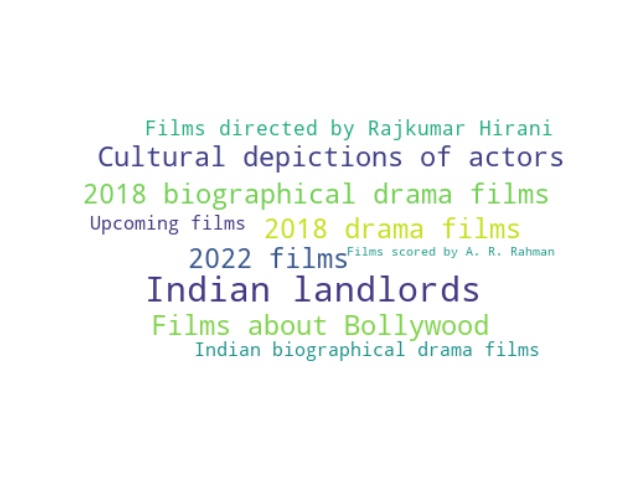 Films directed by Rajkumar Hirani
Cultural depictions of actors
2018 biographical drama films
Upcoming films
2018 drama films
2022 films
Films scored by A. R. Rahman
Indian landlords
Films about Bollywood
Indian biographical drama films